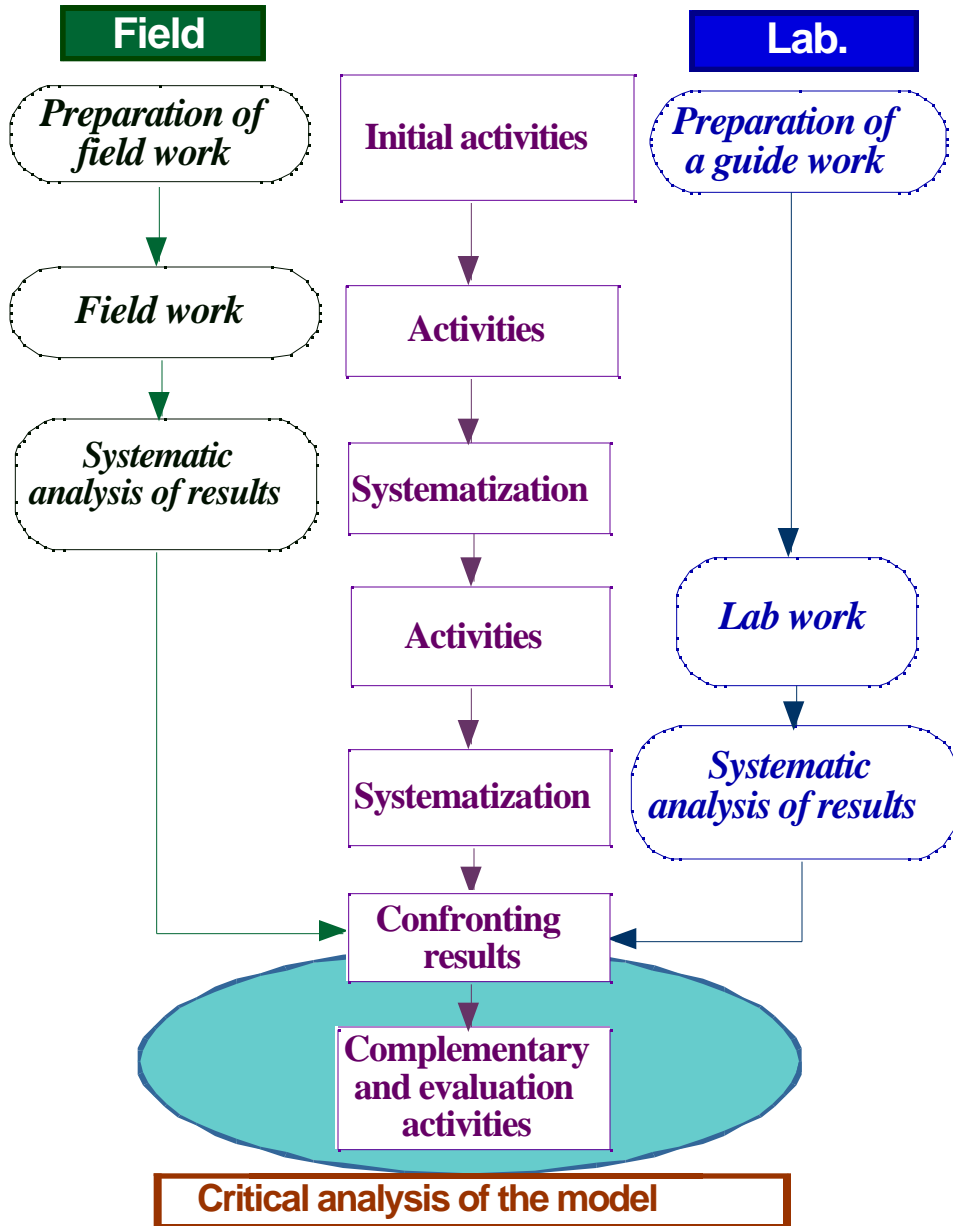 Field
Preparation of
field work
Field work
Systematic
analysis of results
Initial activities
Activities
Systematization
Activities
Systematization
Confronting
results
Complementary
and evaluation
activities
Lab.
Preparation of
a guide work
Lab work
Systematic
analysis of results
Critical analysis of the model